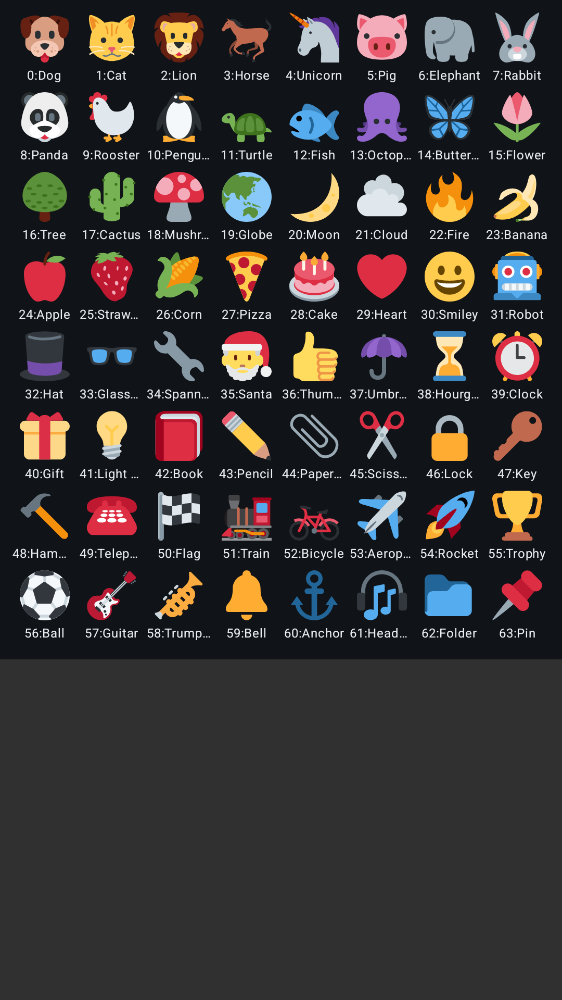 0:Dog 1:Cat 2:Lion 3:Horse 4:Unicorn 5:Pig 6:Elephant 7:Rabbit
8:Panda 9:Rooster 10:Pengu… 11:Turtle 12:Fish 13:Octop… 14:Butter… 15:Flower
16:Tree 17:Cactus 18:Mushr… 19:Globe 20:Moon 21:Cloud 22:Fire 23:Banana
24:Apple 25:Straw… 26:Corn 27:Pizza 28:Cake 29:Heart 30:Smiley 31:Robot
32:Hat 33:Glass… 34:Spann… 35:Santa 36:Thum… 37:Umbr… 38:Hourg… 39:Clock
40:Gift 41:Light … 42:Book 43:Pencil 44:Paper… 45:Sciss… 46:Lock 47:Key
48:Ham… 49:Telep… 50:Flag 51:Train 52:Bicycle 53:Aerop… 54:Rocket 55:Trophy
56:Ball 57:Guitar 58:Trump… 59:Bell 60:Anchor 61:Head… 62:Folder 63:Pin